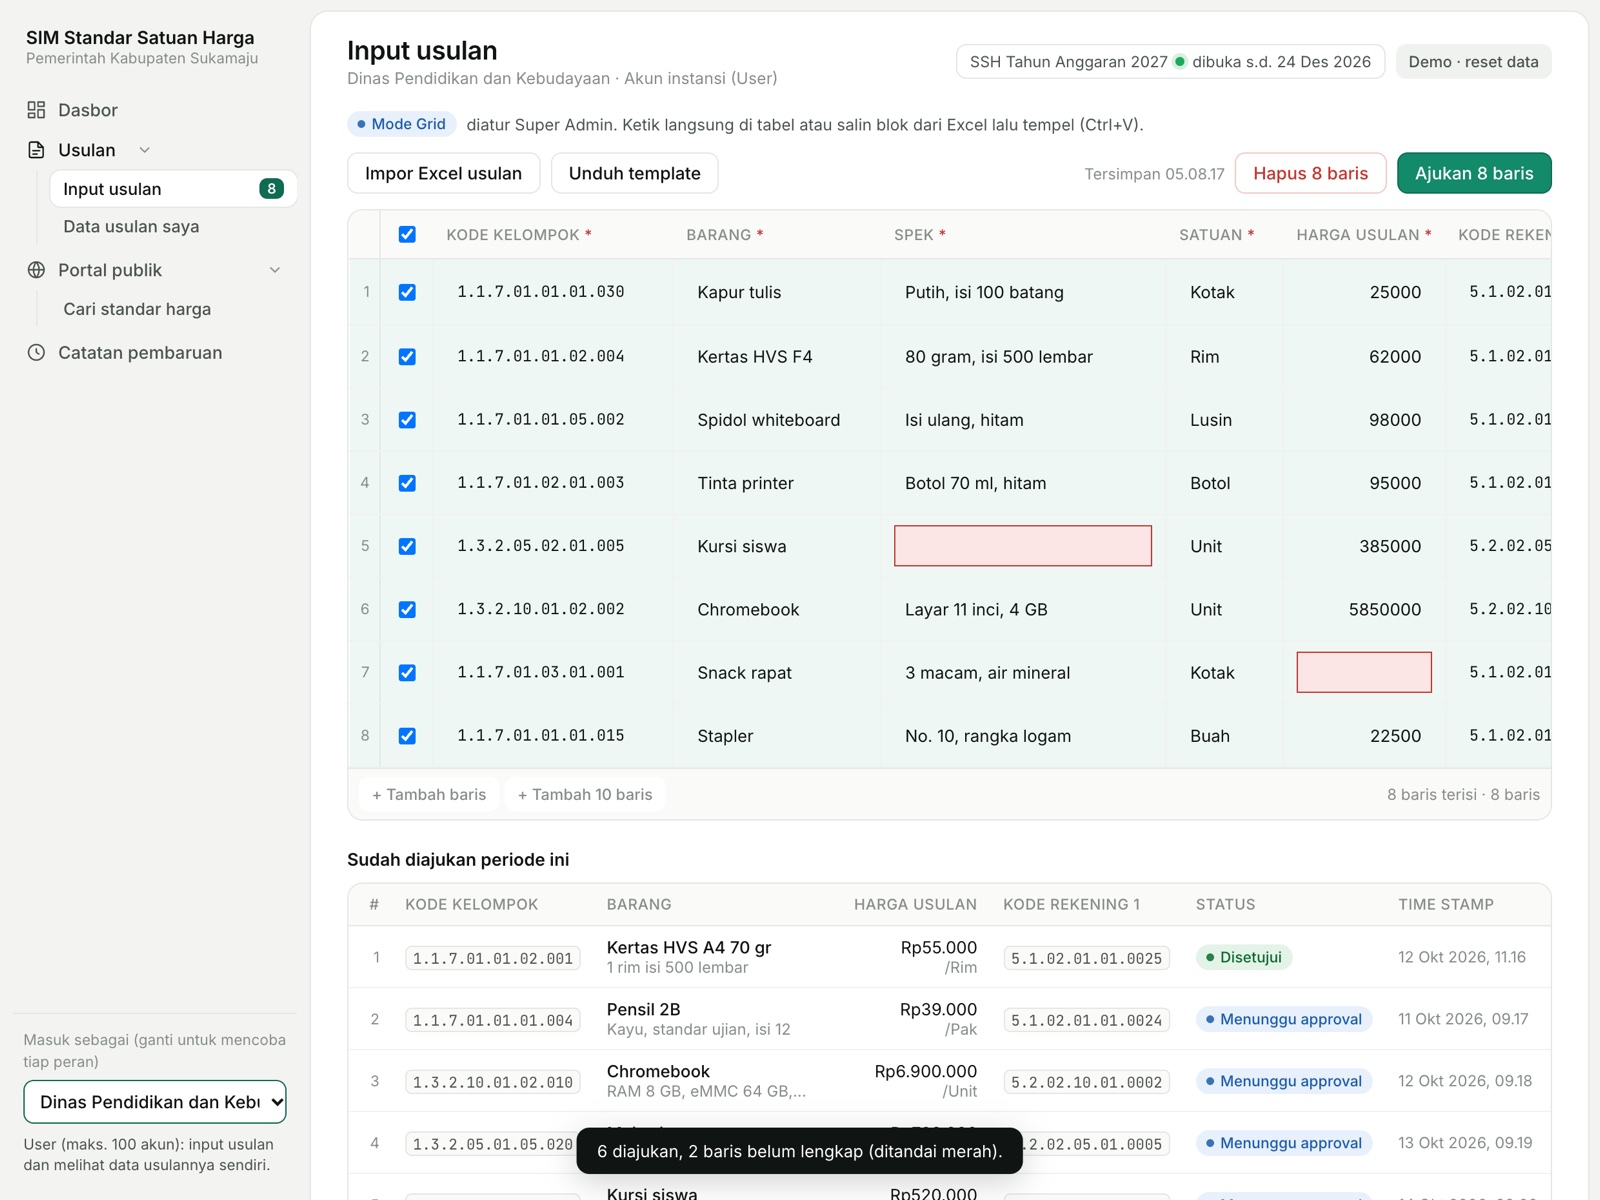 SIM Standar Satuan Harga
Pemerintah Kabupaten Sukamaju
Dasbor
Usulan
Input usulan 8
Data usulan saya
Portal publik
Cari standar harga
Catatan pembaruan
Masuk sebagai (ganti untuk mencoba
tiap peran)
Dinas Pendidikan dan Kebu
User (maks. 100 akun): input usulan
dan melihat data usulannya sendiri.
Input usulan
Dinas Pendidikan dan Kebudayaan · Akun instansi (User)
SSH Tahun Anggaran 2027 dibuka s.d. 24 Des 2026
Demo · reset data
Mode Grid diatur Super Admin. Ketik langsung di tabel atau salin blok dari Excel lalu tempel (Ctrl+V).
Impor Excel usulan Unduh template Tersimpan 05.08.17 Hapus 8 baris Ajukan 8 baris
KODE KELOMPOK * BARANG * SPEK * SATUAN * HARGA USULAN * KODE REKEN
1 1.1.7.01.01.01.030 Kapur tulis Putih, isi 100 batang Kotak 25000 5.1.02.01
2 1.1.7.01.01.02.004 Kertas HVS F4 80 gram, isi 500 lembar Rim 62000 5.1.02.01
3 1.1.7.01.01.05.002 Spidol whiteboard Isi ulang, hitam Lusin 98000 5.1.02.01
4 1.1.7.01.02.01.003 Tinta printer Botol 70 ml, hitam Botol 95000 5.1.02.01
5 1.3.2.05.02.01.005 Kursi siswa Unit 385000 5.2.02.05
6 1.3.2.10.01.02.002 Chromebook Layar 11 inci, 4 GB Unit 5850000 5.2.02.10
7 1.1.7.01.03.01.001 Snack rapat 3 macam, air mineral Kotak 5.1.02.01
8 1.1.7.01.01.01.015 Stapler No. 10, rangka logam Buah 22500 5.1.02.01
+ Tambah baris + Tambah 10 baris 8 baris terisi · 8 baris
Sudah diajukan periode ini
# KODE KELOMPOK BARANG HARGA USULAN KODE REKENING 1 STATUS TIME STAMP
1 1.1.7.01.01.02.001 Kertas HVS A4 70 gr Rp55.000 5.1.02.01.01.0025 Disetujui 12 Okt 2026, 11.16
1 rim isi 500 lembar /Rim
2 1.1.7.01.01.01.004 Pensil 2B Rp39.000 5.1.02.01.01.0024 Menunggu approval 11 Okt 2026, 09.17
Kayu, standar ujian, isi 12 /Pak
3 1.3.2.10.01.02.010 Chromebook Rp6.900.000 5.2.02.10.01.0002 Menunggu approval 12 Okt 2026, 09.18
RAM 8 GB, eMMC 64 GB,... /Unit
4 1.3.2.05.01.05.020 .2.02.05.01.0005 Menunggu approval 13 Okt 2026, 09.19
6 diajukan, 2 baris belum lengkap (ditandai merah).
Kursi siswa Rp520.000